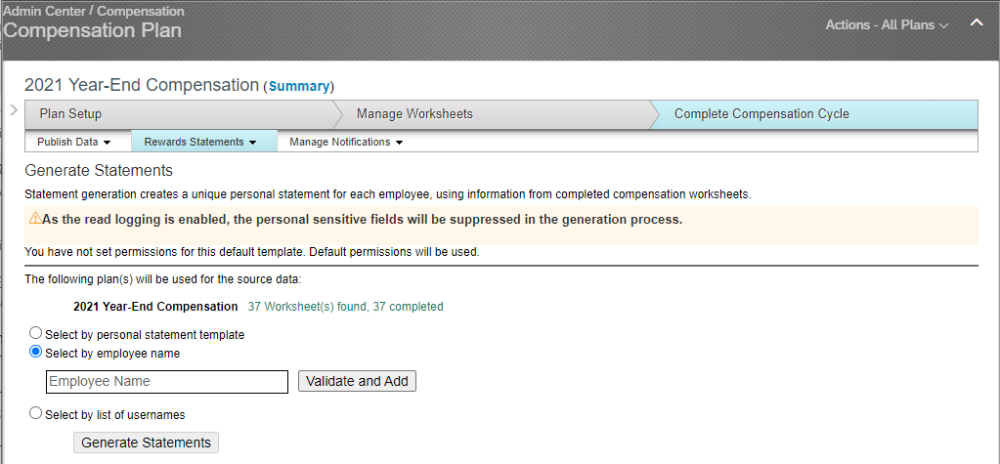 Admin Center / Compensation
Compensation Plan
Actions - All Plans
2021 Year-End Compensation (Summary)
Plan Setup
Manage Worksheets
Complete Compensation Cycle
Publish Data
Rewards Statements
Manage Notifications
Generate Statements
Statement generation creates a unique personal statement for each employee, using information from completed compensation worksheets.
As the read logging is enabled, the personal sensitive fields will be suppressed in the generation process.
You have not set permissions for this default template. Default permissions will be used.
The following plan(s) will be used for the source data:
2021 Year-End Compensation 37 Worksheet(s) found, 37 completed
Select by personal statement template
Select by employee name
Employee Name
Validate and Add
Select by list of usernames
Generate Statements